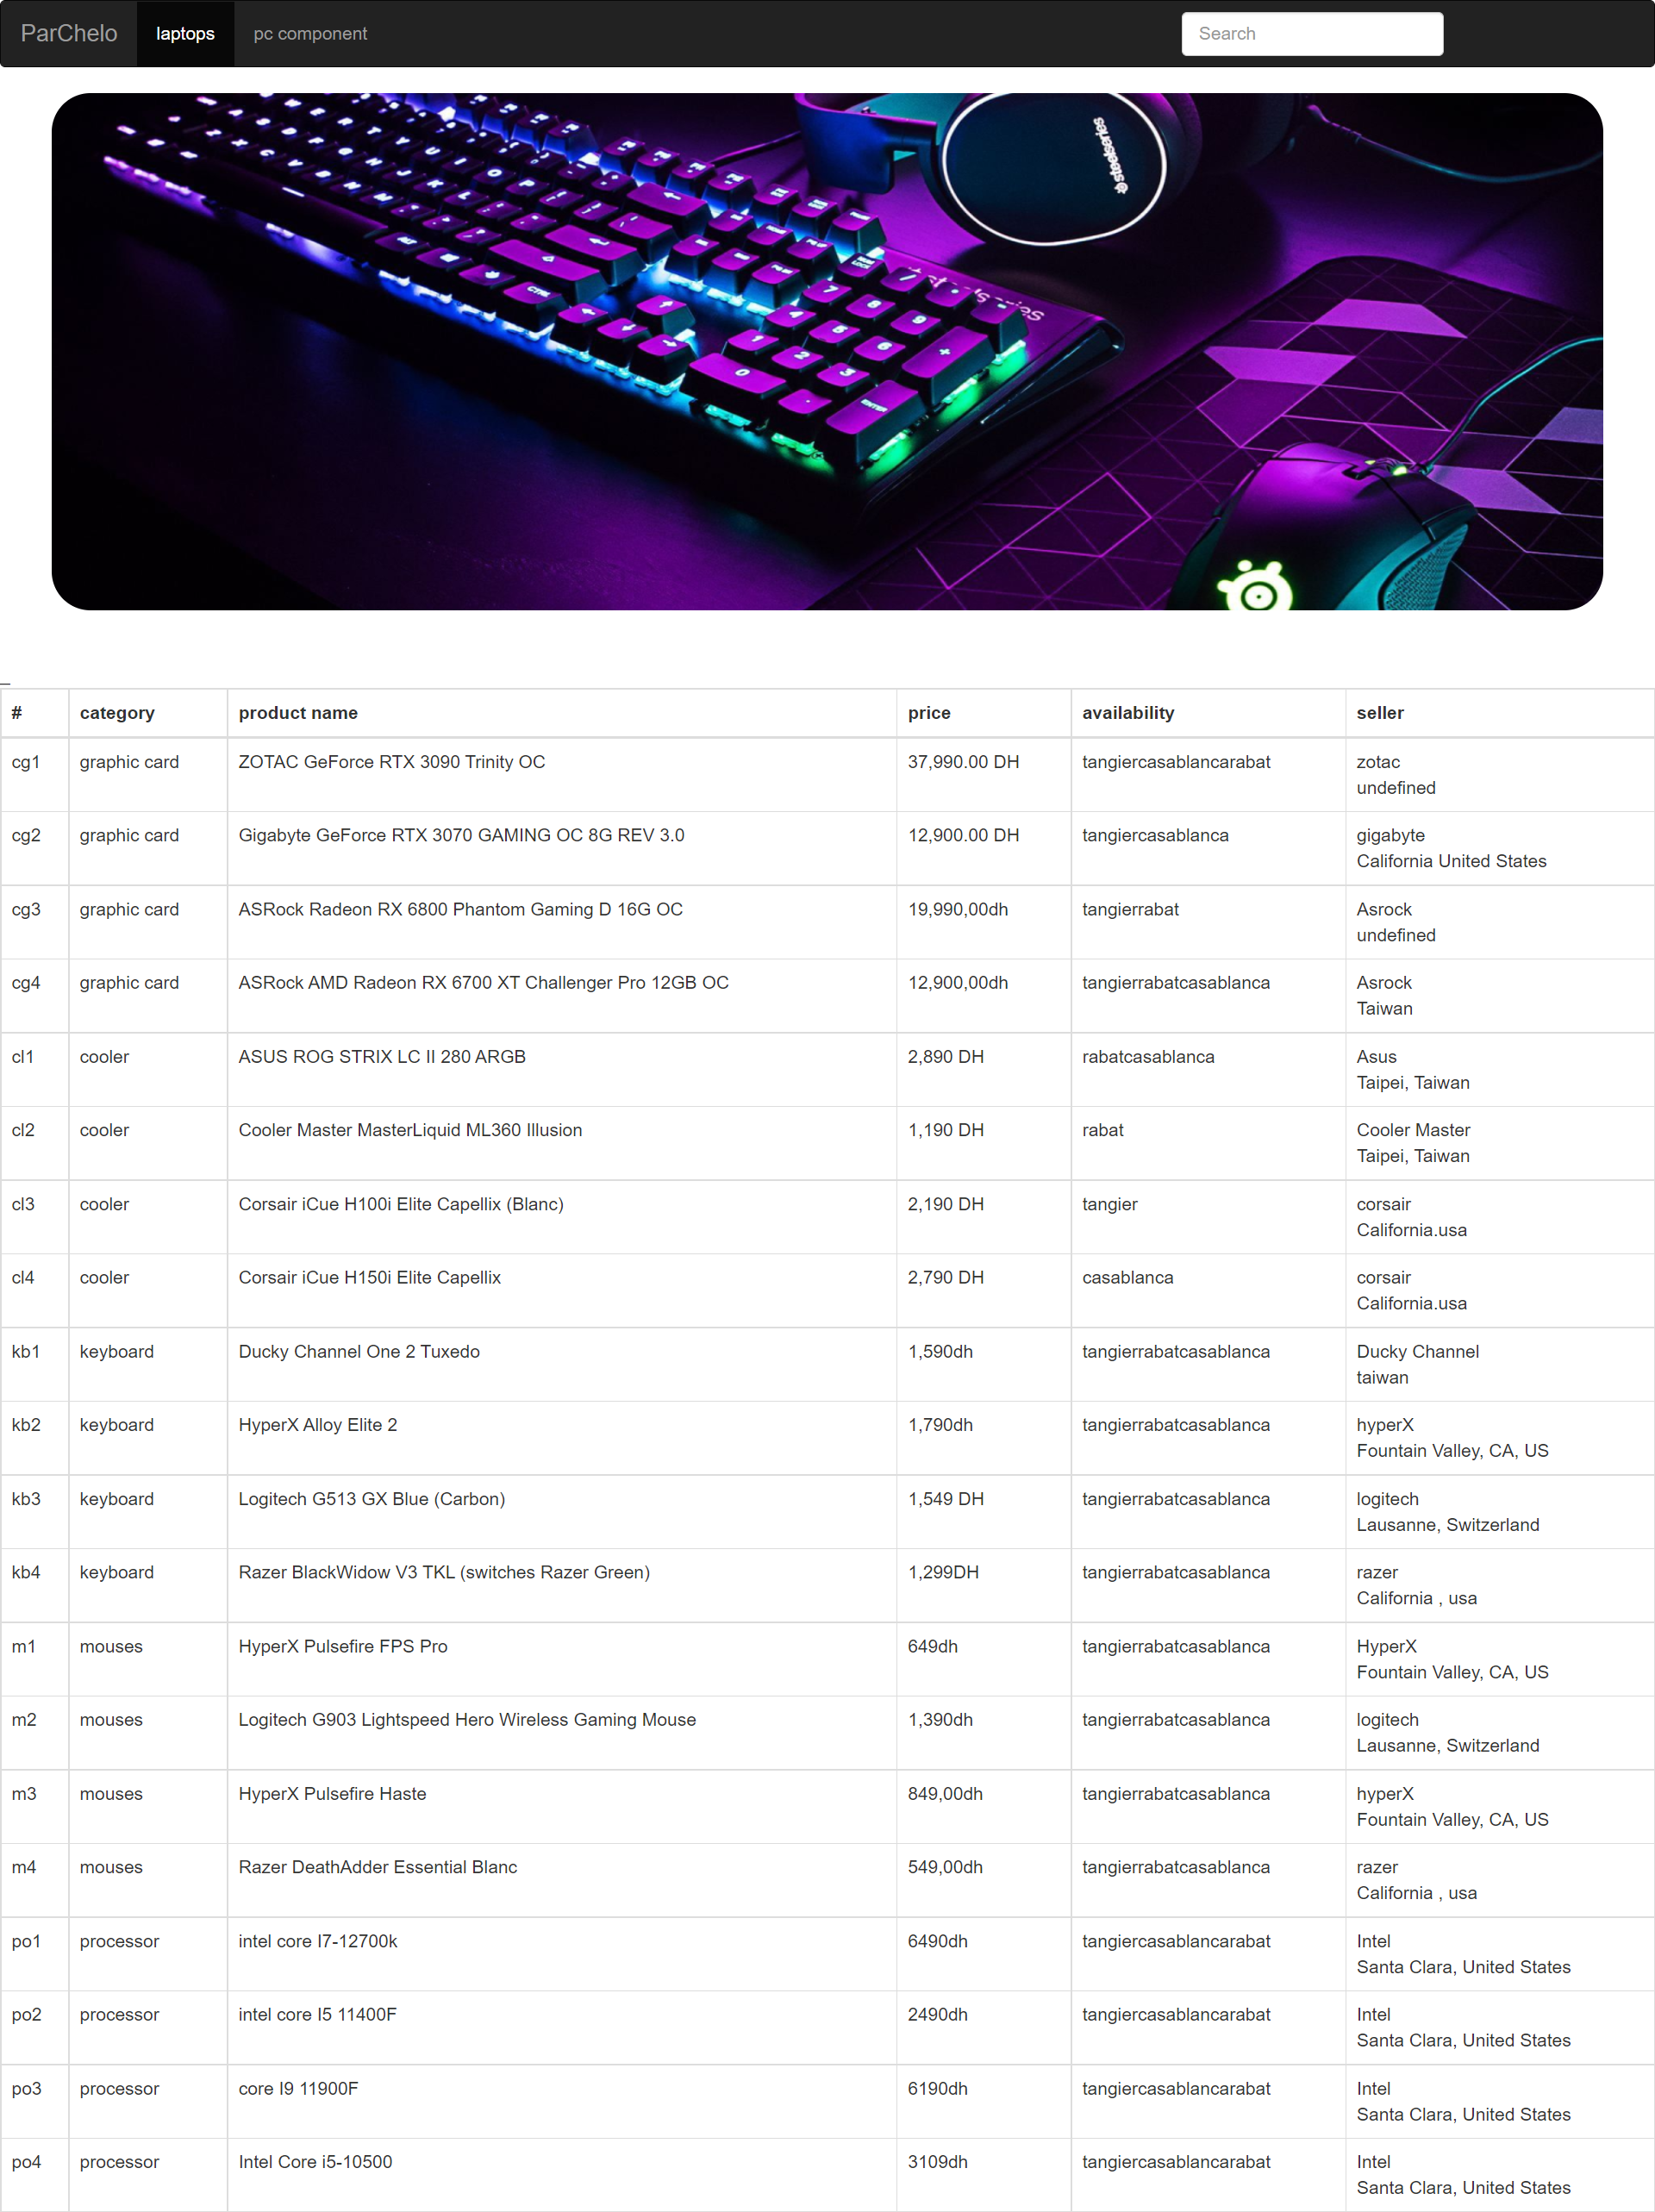 ParChelo laptops pc component Search
steelseries
steelseries
# category product name price availability seller
cg1 graphic card ZOTAC GeForce RTX 3090 Trinity OC 37,990.00 DH tangiercasablancarabat zotac
undefined
cg2 graphic card Gigabyte GeForce RTX 3070 GAMING OC 8G REV 3.0 12,900.00 DH tangiercasablanca gigabyte
California United States
cg3 graphic card ASRock Radeon RX 6800 Phantom Gaming D 16G OC 19,990,00dh tangierrabat Asrock
undefined
cg4 graphic card ASRock AMD Radeon RX 6700 XT Challenger Pro 12GB OC 12,900,00dh tangierrabatcasablanca Asrock
Taiwan
cl1 cooler ASUS ROG STRIX LC II 280 ARGB 2,890 DH rabatcasablanca Asus
Taipei, Taiwan
cl2 cooler Cooler Master MasterLiquid ML360 Illusion 1,190 DH rabat Cooler Master
Taipei, Taiwan
cl3 cooler Corsair iCue H100i Elite Capellix (Blanc) 2,190 DH tangier corsair
California.usa
cl4 cooler Corsair iCue H150i Elite Capellix 2,790 DH casablanca corsair
California.usa
kb1 keyboard Ducky Channel One 2 Tuxedo 1,590dh tangierrabatcasablanca Ducky Channel
taiwan
kb2 keyboard HyperX Alloy Elite 2 1,790dh tangierrabatcasablanca hyperX
Fountain Valley, CA, US
kb3 keyboard Logitech G513 GX Blue (Carbon) 1,549 DH tangierrabatcasablanca logitech
Lausanne, Switzerland
kb4 keyboard Razer BlackWidow V3 TKL (switches Razer Green) 1,299DH tangierrabatcasablanca razer
California , usa
m1 mouses HyperX Pulsefire FPS Pro 649dh tangierrabatcasablanca HyperX
Fountain Valley, CA, US
m2 mouses Logitech G903 Lightspeed Hero Wireless Gaming Mouse 1,390dh tangierrabatcasablanca logitech
Lausanne, Switzerland
m3 mouses HyperX Pulsefire Haste 849,00dh tangierrabatcasablanca hyperX
Fountain Valley, CA, US
m4 mouses Razer DeathAdder Essential Blanc 549,00dh tangierrabatcasablanca razer
California , usa
po1 processor intel core I7-12700k 6490dh tangiercasablancarabat Intel
Santa Clara, United States
po2 processor intel core I5 11400F 2490dh tangiercasablancarabat Intel
Santa Clara, United States
po3 processor core I9 11900F 6190dh tangiercasablancarabat Intel
Santa Clara, United States
po4 processor Intel Core i5-10500 3109dh tangiercasablancarabat Intel
Santa Clara, United States